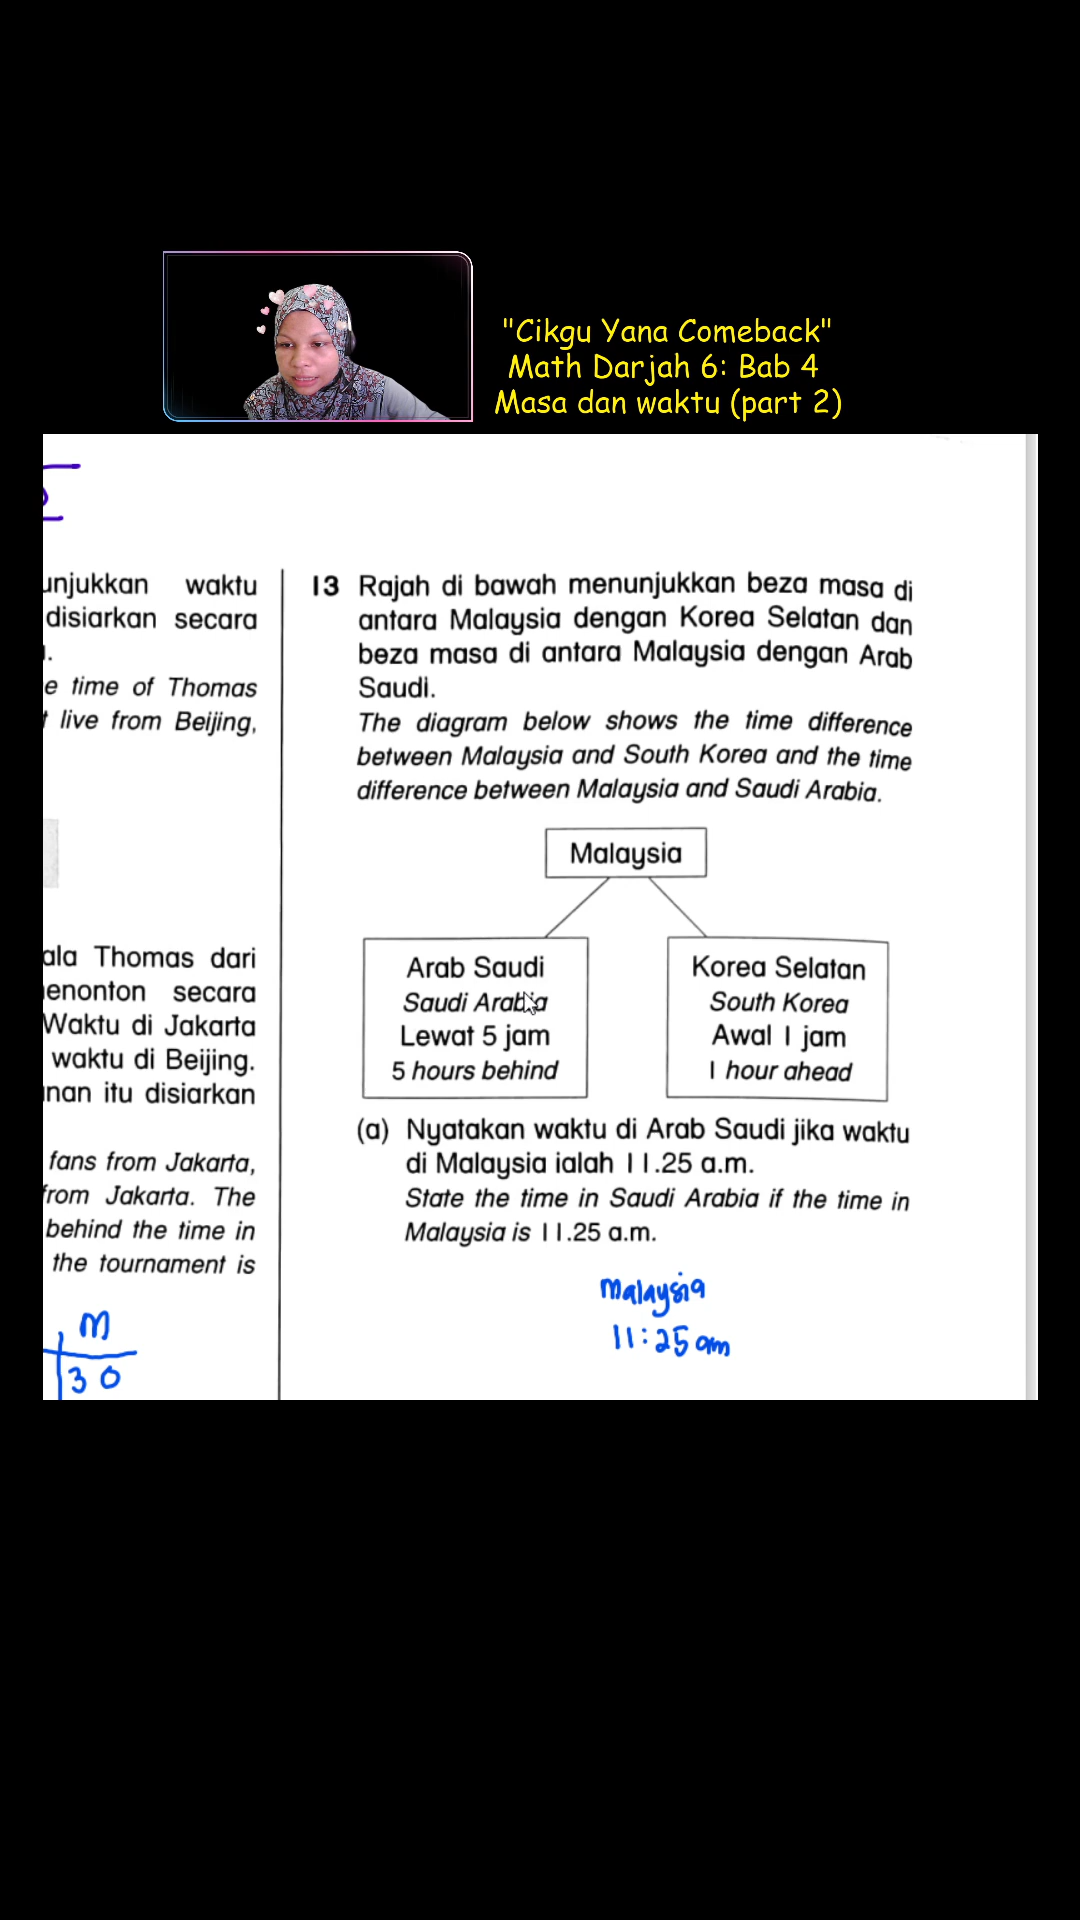 "Cikgu Yana Comeback"
Math Darjah 6: Bab 4
Masa dan waktu (part 2)
unjukkan waktu
disiarkan secara
e time of Thomas
live from Beijing,
ala Thomas dari
enonton secara
Waktu di Jakarta
waktu di Beijing.
nan itu disiarkan
fans from Jakarta,
from Jakarta. The
behind the time in
the tournament is
M
30
13 Rajah di bawah menunjukkan beza masa di
antara Malaysia dengan Korea Selatan dan
beza masa di antara Malaysia dengan Arab
Saudi.
The diagram below shows the time difference
between Malaysia and South Korea and the time
difference between Malaysia and Saudi Arabia.
Malaysia
Arab Saudi
Saudi Arabia
Lewat 5 jam
5 hours behind
Korea Selatan
South Korea
Awal 1 jam
1 hour ahead
(a) Nyatakan waktu di Arab Saudi jika waktu
di Malaysia ialah 11.25 a.m.
State the time in Saudi Arabia if the time in
Malaysia is 11.25 a.m.
Malaysia
11:25 am